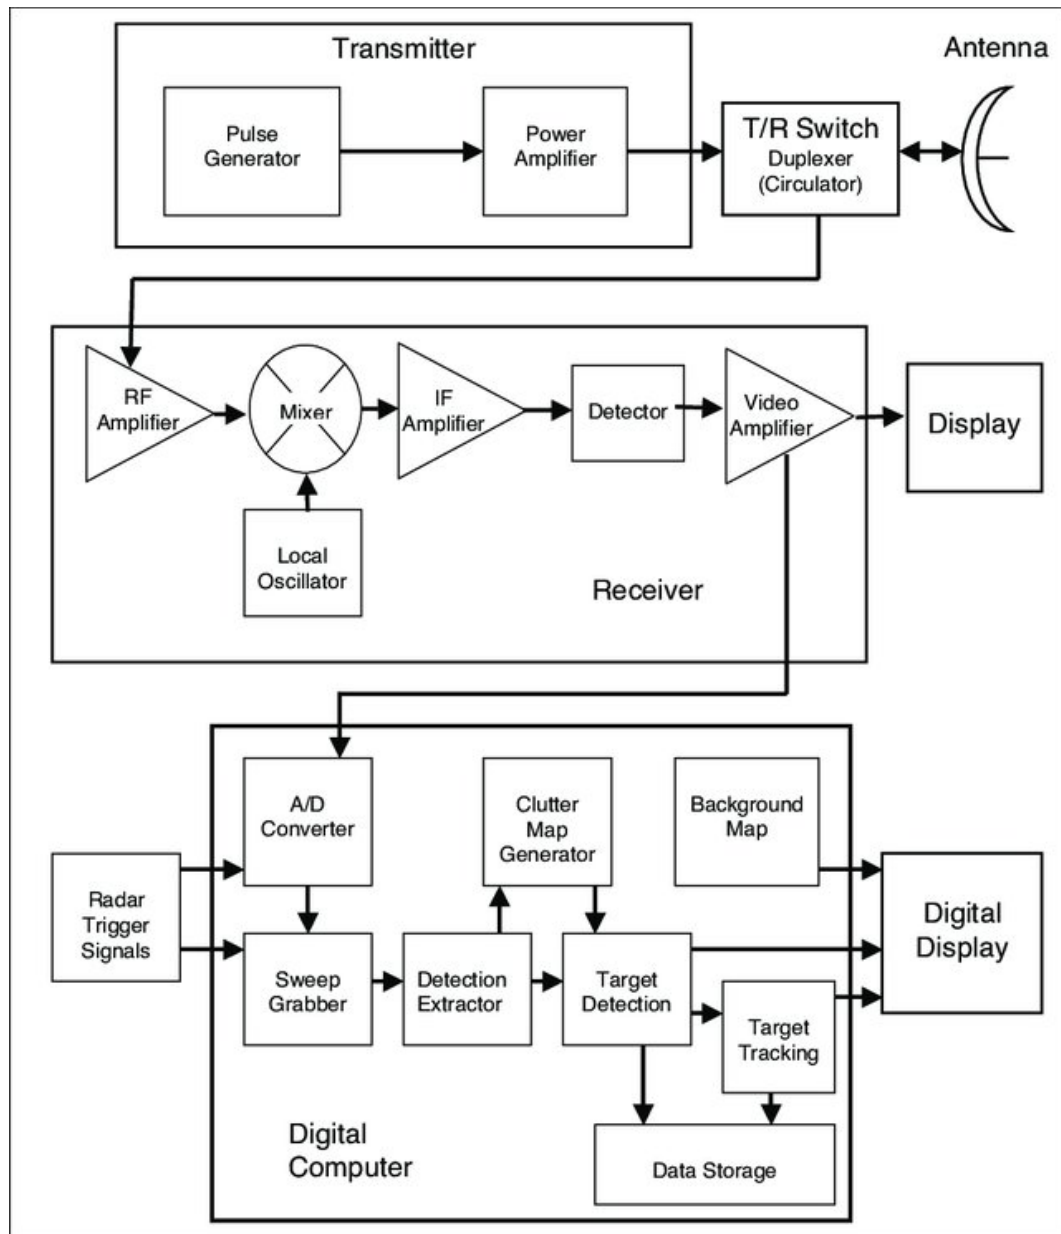 Transmitter
Antenna
Pulse
Generator
Power
Amplifier
T/R Switch
Duplexer
(Circulator)
RF
Amplifier
Mixer
IF
Amplifier
Detector
Video
Amplifier
Display
Local
Oscillator
Receiver
A/D
Converter
Clutter
Map
Generator
Background
Map
Radar
Trigger
Signals
Digital
Display
Sweep
Grabber
Detection
Extractor
Target
Detection
Target
Tracking
Digital
Computer
Data Storage